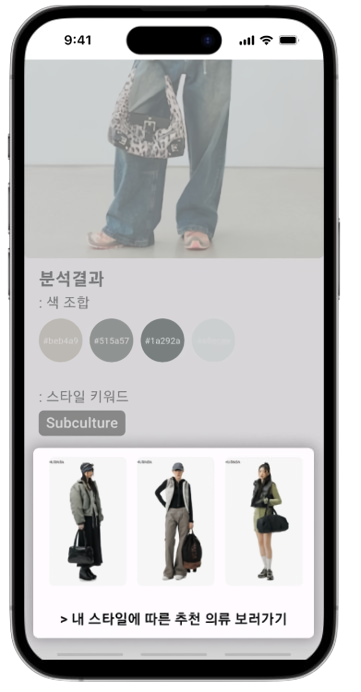 9:41
분석결과
: 색 조합
#beb4a9 #515a57 #1a292a
: 스타일 키워드
Subculture
> 내 스타일에 따른 추천 의류 보러가기